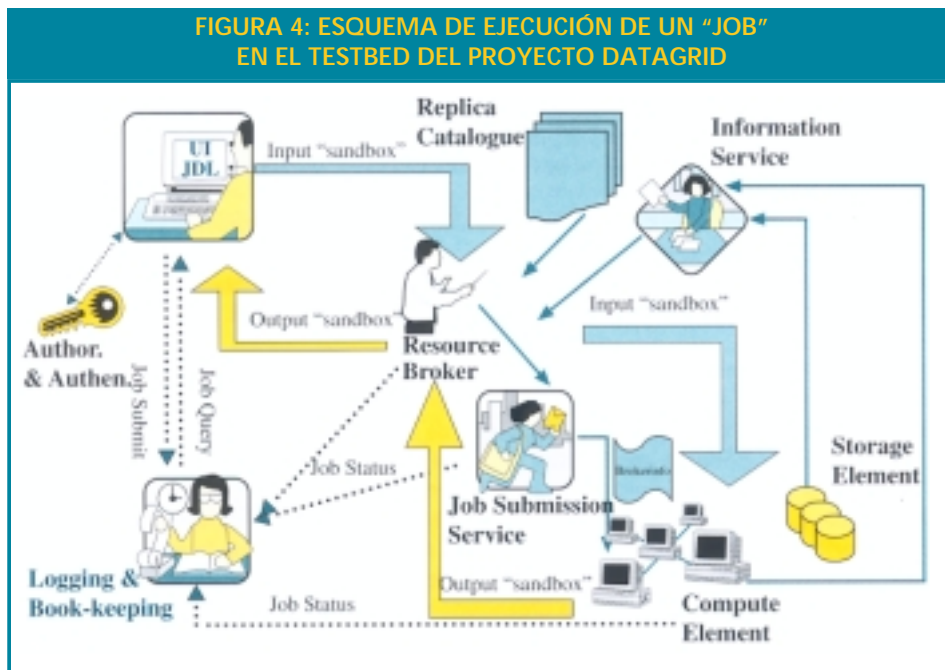 FIGURA 4: ESQUEMA DE EJECUCIÓN DE UN “JOB”
EN EL TESTBED DEL PROYECTO DATAGRID
Replica
Catalogue
Information
Service
UI
JDL
Input “sandbox”
Input “sandbox”
Output “sandbox”
Resource
Broker
Author.
& Authen.
Job Submit
Job Query
Job Status
Storage
Element
BrokerInfo
Job Submission
Service
Logging &
Book-keeping
Output “sandbox”
Job Status
Compute
Element